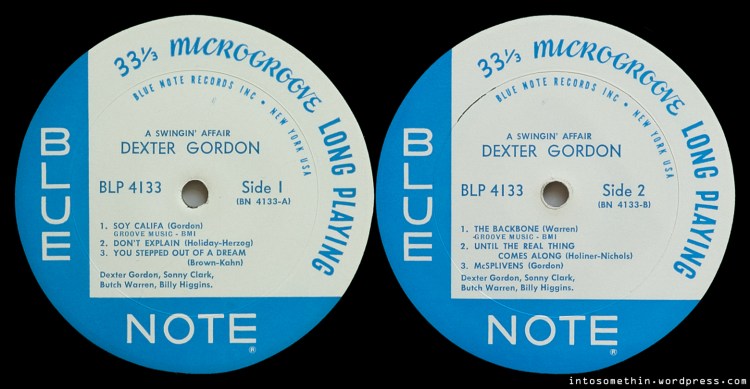 33⅓ MICROGROOVE LONG PLAYING
BLUE NOTE RECORDS INC • NEW YORK USA
A SWINGIN' AFFAIR
DEXTER GORDON
BLP 4133
Side 1
(BN 4133-A)
1. SOY CALIFA (Gordon)
GROOVE MUSIC - BMI
2. DON'T EXPLAIN (Holiday-Herzog)
3. YOU STEPPED OUT OF A DREAM
(Brown-Kahn)
Dexter Gordon, Sonny Clark,
Butch Warren, Billy Higgins.
BLUE
NOTE
®
33⅓ MICROGROOVE LONG PLAYING
BLUE NOTE RECORDS INC • NEW YORK USA
A SWINGIN' AFFAIR
DEXTER GORDON
BLP 4133
Side 2
(BN 4133-B)
1. THE BACKBONE (Warren)
GROOVE MUSIC - BMI
2. UNTIL THE REAL THING
COMES ALONG (Holiner-Nichols)
3. McSPLIVENS (Gordon)
Dexter Gordon, Sonny Clark,
Butch Warren, Billy Higgins.
BLUE
NOTE
®
intosomethin.wordpress.com